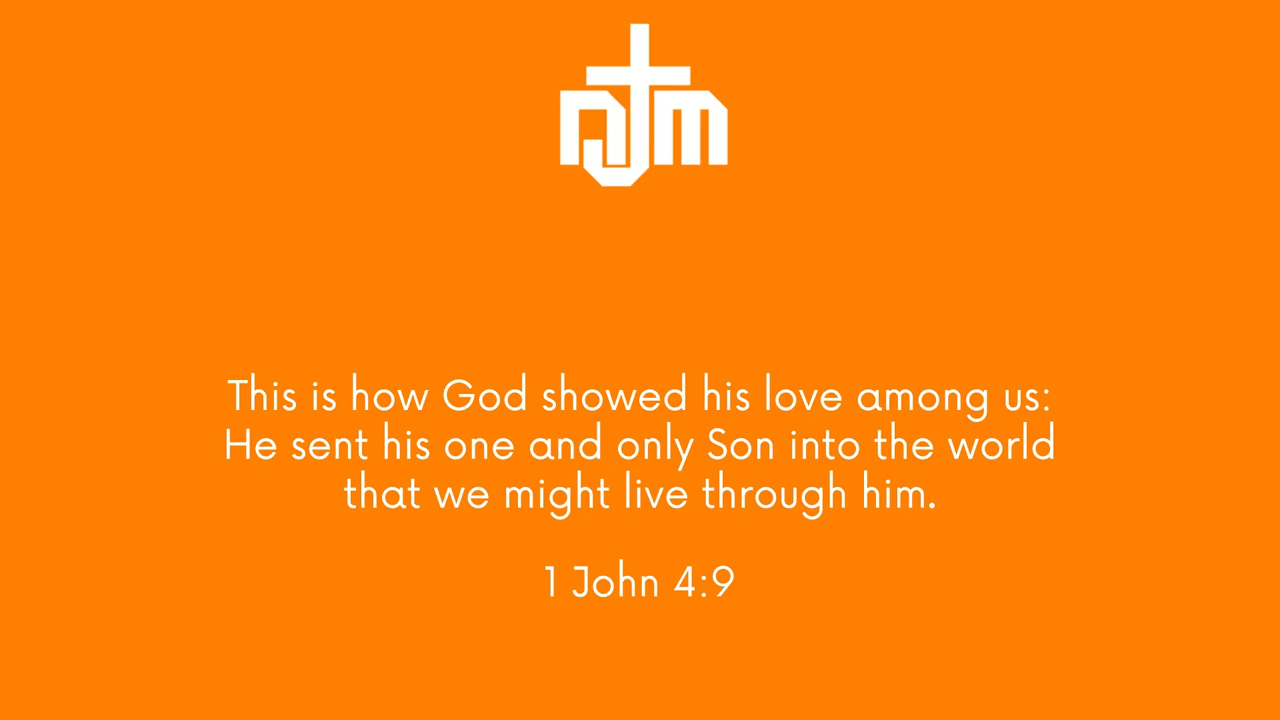 This is how God showed his love among us:
He sent his one and only Son into the world
that we might live through him.
1 John 4:9